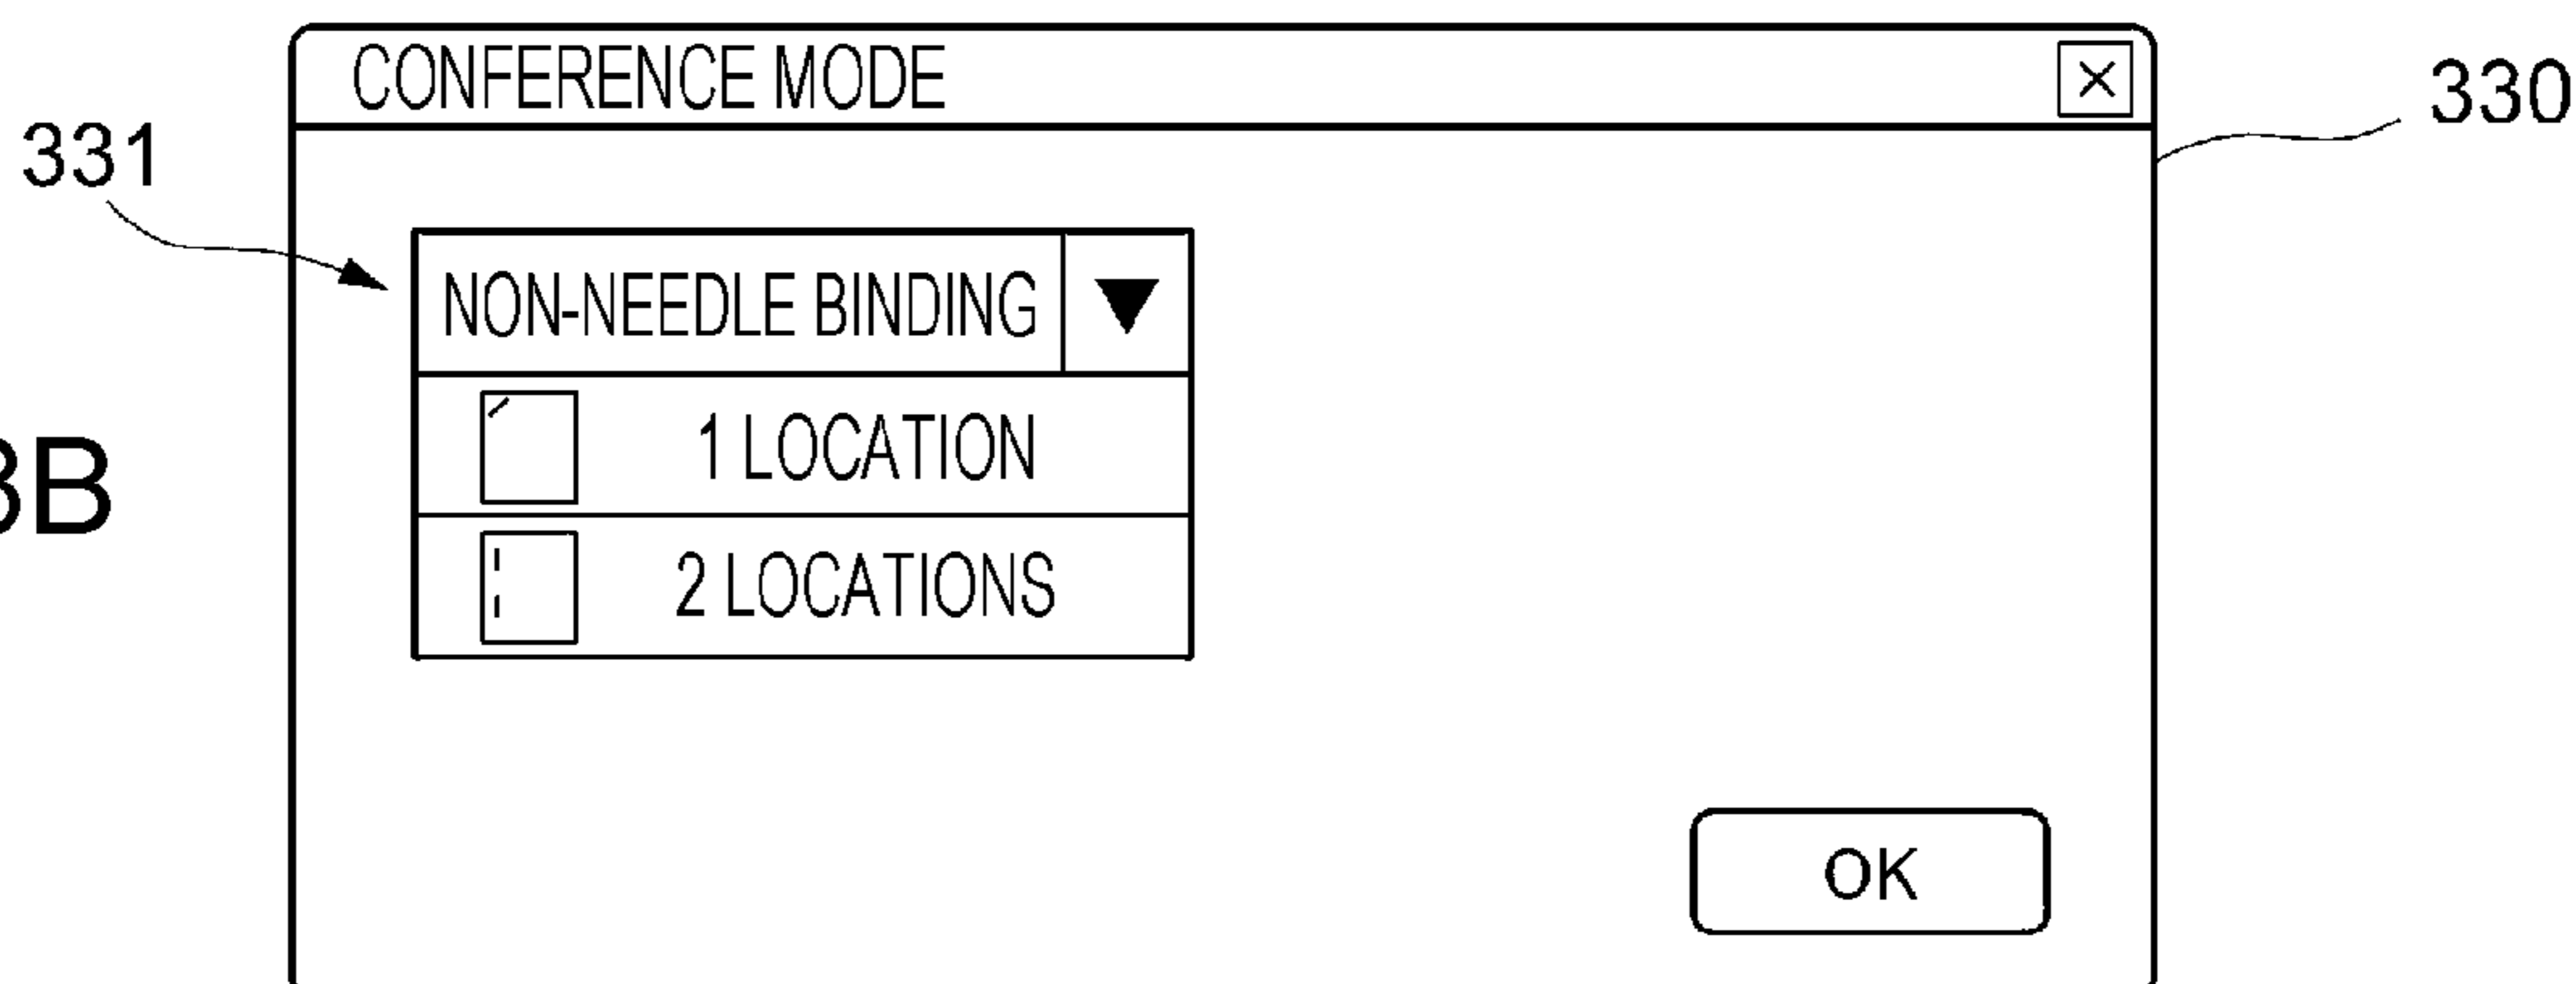 CONFERENCE MODE
330
331
NON-NEEDLE BINDING
1 LOCATION
3B
2 LOCATIONS
OK